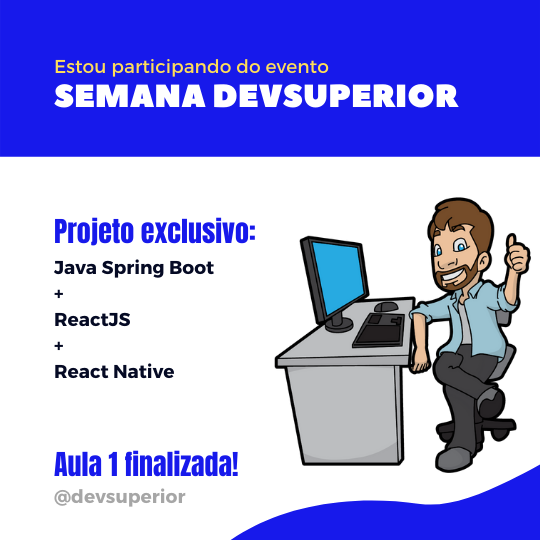 Estou participando do evento
SEMANA DEVSUPERIOR
Projeto exclusivo:
Java Spring Boot
+
ReactJS
+
React Native
Aula 1 finalizada!
@devsuperior